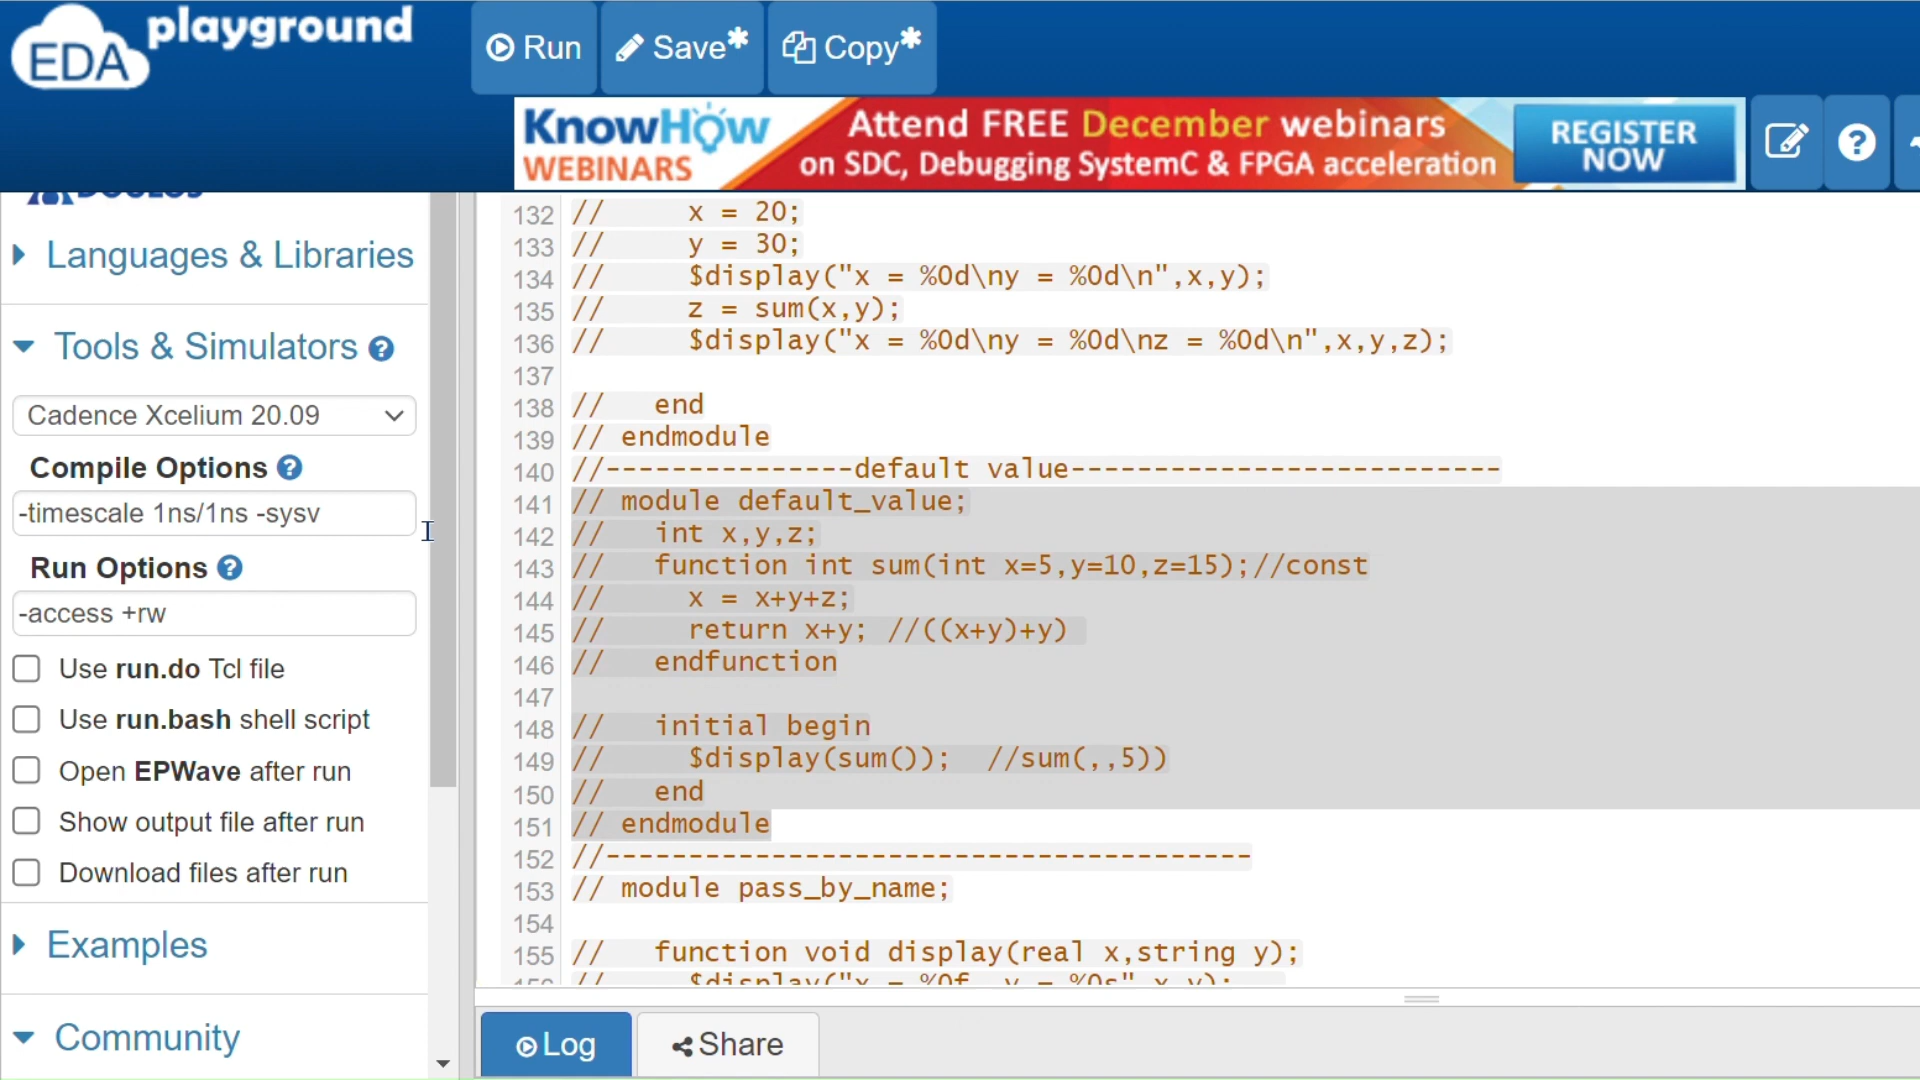 EDA playground
Run
Save*
Copy*
KnowHow
WEBINARS
Attend FREE December webinars
on SDC, Debugging SystemC & FPGA acceleration
REGISTER
NOW
Languages & Libraries
Tools & Simulators
Cadence Xcelium 20.09
Compile Options
-timescale 1ns/1ns -sysv
Run Options
-access +rw
Use run.do Tcl file
Use run.bash shell script
Open EPWave after run
Show output file after run
Download files after run
Examples
Community
132 //     x = 20;
133 //     y = 30;
134 //     $display("x = %0d\ny = %0d\n",x,y);
135 //     z = sum(x,y);
136 //     $display("x = %0d\ny = %0d\nz = %0d\n",x,y,z);
137
138 //   end
139 // endmodule
140 //---------------default value--------------------------
141 // module default_value;
142 //   int x,y,z;
143 //   function int sum(int x=5,y=10,z=15);//const
144 //     x = x+y+z;
145 //     return x+y; //((x+y)+y)
146 //   endfunction
147
148 //   initial begin
149 //     $display(sum());  //sum(,,5))
150 //   end
151 // endmodule
152 //---------------------------------------
153 // module pass_by_name;
154
155 //   function void display(real x,string y);
156 //     $display("x = %0f  y = %0s",x,y);
Log
Share